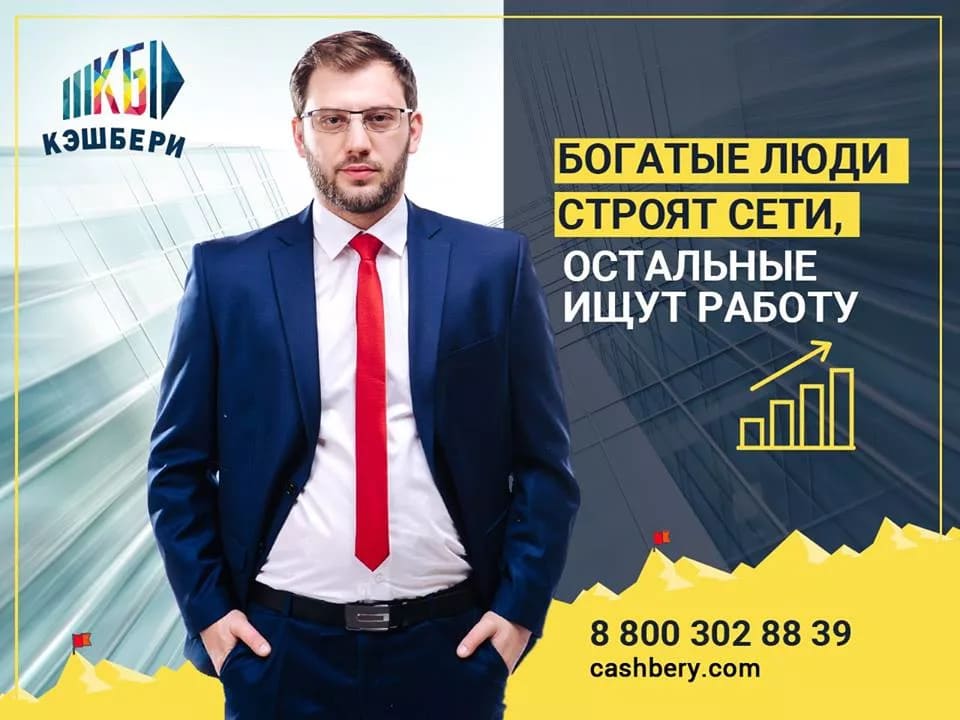 КБ
КЭШБЕРИ
БОГАТЫЕ ЛЮДИ
СТРОЯТ СЕТИ,
ОСТАЛЬНЫЕ
ИЩУТ РАБОТУ
8 800 302 88 39
cashbery.com